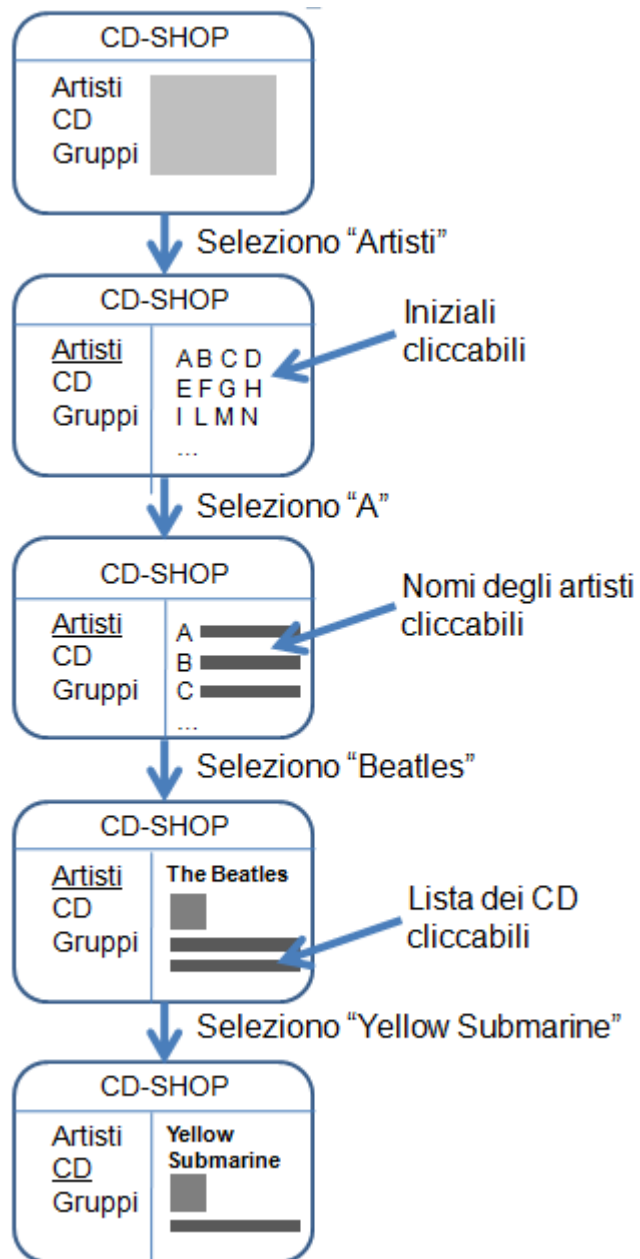 CD-SHOP
Artisti
CD
Gruppi
Seleziono “Artisti”
CD-SHOP
Artisti
CD
Gruppi
A B C D
E F G H
I L M N
...
Iniziali
cliccabili
Seleziono “A”
CD-SHOP
Artisti
CD
Gruppi
A
B
C
...
Nomi degli artisti
cliccabili
Seleziono “Beatles”
CD-SHOP
Artisti
CD
Gruppi
The Beatles
Lista dei CD
cliccabili
Seleziono “Yellow Submarine”
CD-SHOP
Artisti
CD
Gruppi
Yellow
Submarine